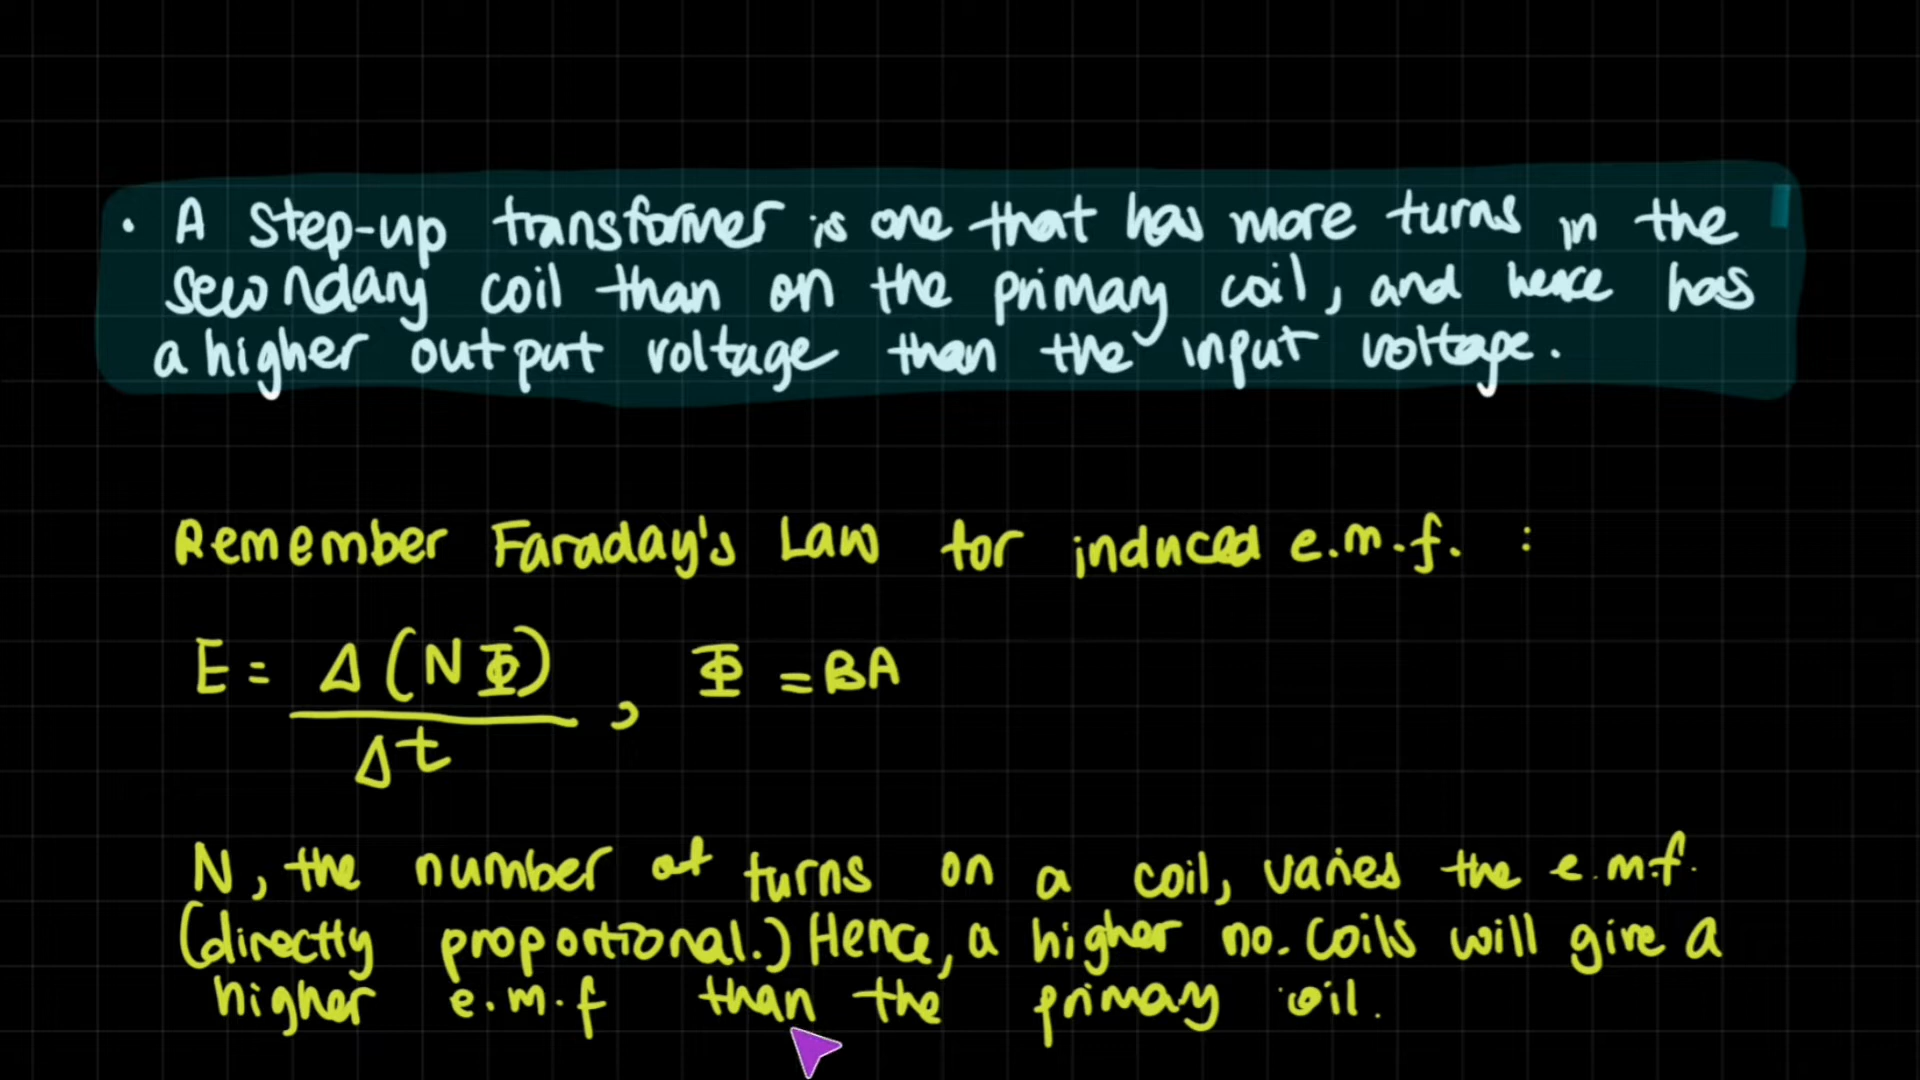 • A step-up transformer is one that has more turns in the
secondary coil than on the primary coil, and hence has
a higher output voltage than the input voltage.
Remember Faraday's Law for induced e.m.f. :
E = Δ(NΦ)/Δt , Φ = BA
N, the number of turns on a coil, varies the e.m.f.
(directly proportional.) Hence, a higher no. coils will give a
higher e.m.f than the primary coil.